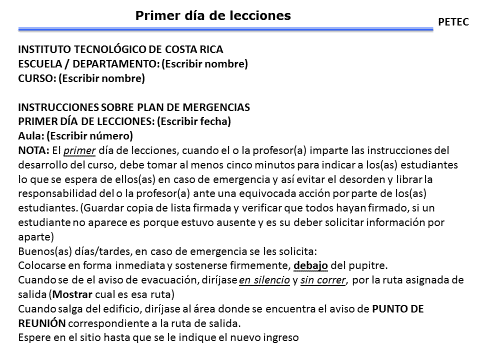 Primer día de lecciones
PETEC
INSTITUTO TECNOLÓGICO DE COSTA RICA
ESCUELA / DEPARTAMENTO: (Escribir nombre)
CURSO: (Escribir nombre)
INSTRUCCIONES SOBRE PLAN DE MERGENCIAS
PRIMER DÍA DE LECCIONES: (Escribir fecha)
Aula: (Escribir número)
NOTA: El primer día de lecciones, cuando el o la profesor(a) imparte las instrucciones del
desarrollo del curso, debe tomar al menos cinco minutos para indicar a los(as) estudiantes
lo que se espera de ellos(as) en caso de emergencia y así evitar el desorden y librar la
responsabilidad del o la profesor(a) ante una equivocada acción por parte de los(as)
estudiantes. (Guardar copia de lista firmada y verificar que todos hayan firmado, si un
estudiante no aparece es porque estuvo ausente y es su deber solicitar información por
aparte)
Buenos(as) días/tardes, en caso de emergencia se les solicita:
Colocarse en forma inmediata y sostenerse firmemente, debajo del pupitre.
Cuando se de el aviso de evacuación, diríjase en silencio y sin correr, por la ruta asignada de
salida (Mostrar cual es esa ruta)
Cuando salga del edificio, diríjase al área donde se encuentra el aviso de PUNTO DE
REUNIÓN correspondiente a la ruta de salida.
Espere en el sitio hasta que se le indique el nuevo ingreso